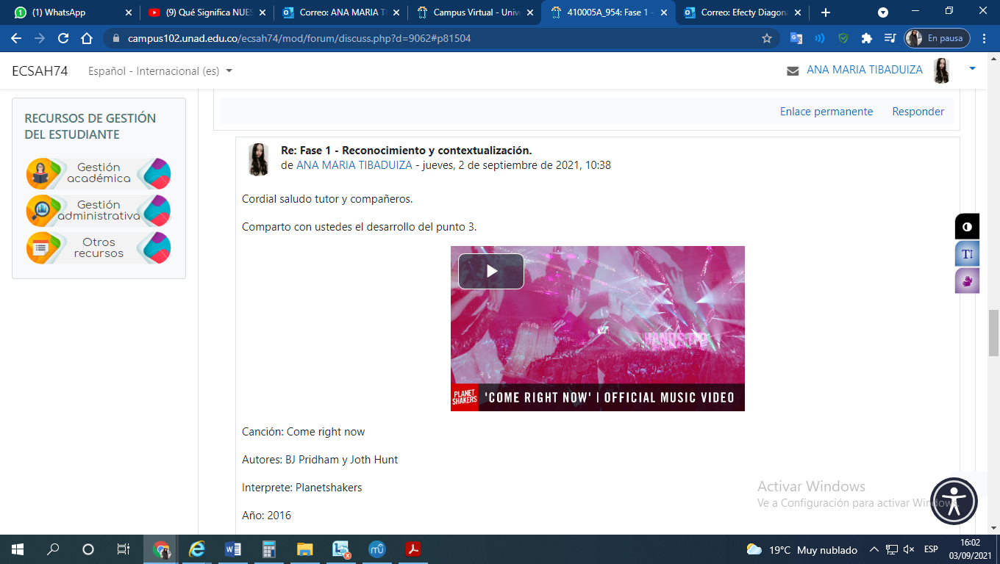 (1) WhatsApp
(9) Qué Significa NUES
Correo: ANA MARIA T
Campus Virtual - Unive
410005A_954: Fase 1 -
Correo: Efecty Diagona
campus102.unad.edu.co/ecsah74/mod/forum/discuss.php?d=9062#p81504
En pausa
ECSAH74
Español - Internacional (es)
ANA MARIA TIBADUIZA
RECURSOS DE GESTIÓN
DEL ESTUDIANTE
Gestión
académica
Gestión
administrativa
Otros
recursos
Enlace permanente
Responder
Re: Fase 1 - Reconocimiento y contextualización.
de ANA MARIA TIBADUIZA - jueves, 2 de septiembre de 2021, 10:38
Cordial saludo tutor y compañeros.
Comparto con ustedes el desarrollo del punto 3.
HANDS UP
PLANET
SHAKERS
'COME RIGHT NOW' | OFFICIAL MUSIC VIDEO
Canción: Come right now
Autores: BJ Pridham y Joth Hunt
Interprete: Planetshakers
Año: 2016
TI
Activar Windows
Ve a Configuración para activar Windows.
19°C Muy nublado
ESP
16:02
03/09/2021